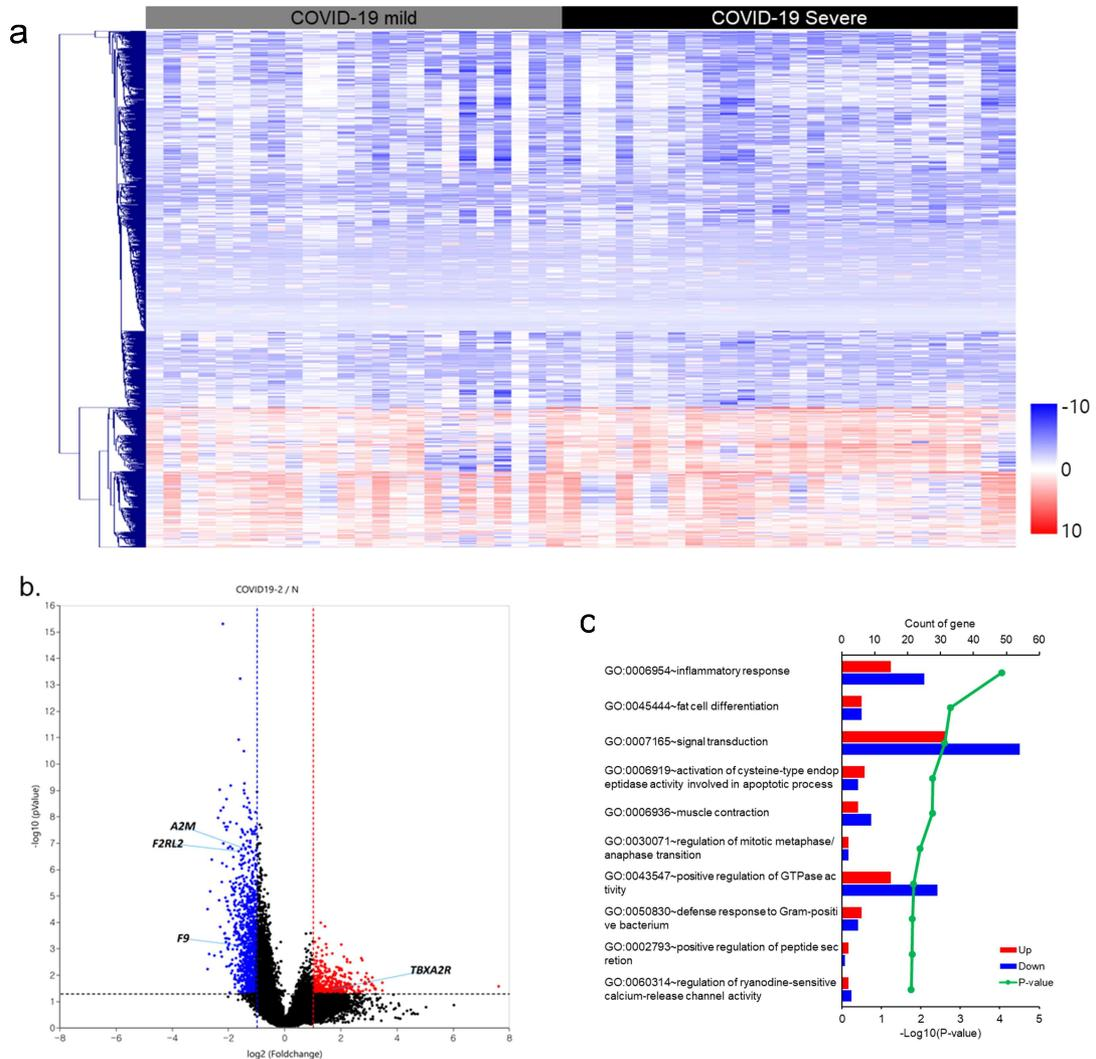 a
COVID-19 mild
COVID-19 Severe
-10
0
10
b.
COVID19-2 / N
16
15
14
13
12
11
10
9
8
7
6
5
4
3
2
1
0
-log10 (pValue)
A2M
F2RL2
F9
TBXA2R
−8
−6
−4
−2
0
2
4
6
8
log2 (Foldchange)
c
Count of gene
0 10 20 30 40 50 60
GO:0006954~inflammatory response
GO:0045444~fat cell differentiation
GO:0007165~signal transduction
GO:0006919~activation of cysteine-type endop
eptidase activity involved in apoptotic process
GO:0006936~muscle contraction
GO:0030071~regulation of mitotic metaphase/
anaphase transition
GO:0043547~positive regulation of GTPase ac
tivity
GO:0050830~defense response to Gram-positi
ve bacterium
GO:0002793~positive regulation of peptide sec
retion
GO:0060314~regulation of ryanodine-sensitive
calcium-release channel activity
Up
Down
P-value
0 1 2 3 4 5
-Log10(P-value)